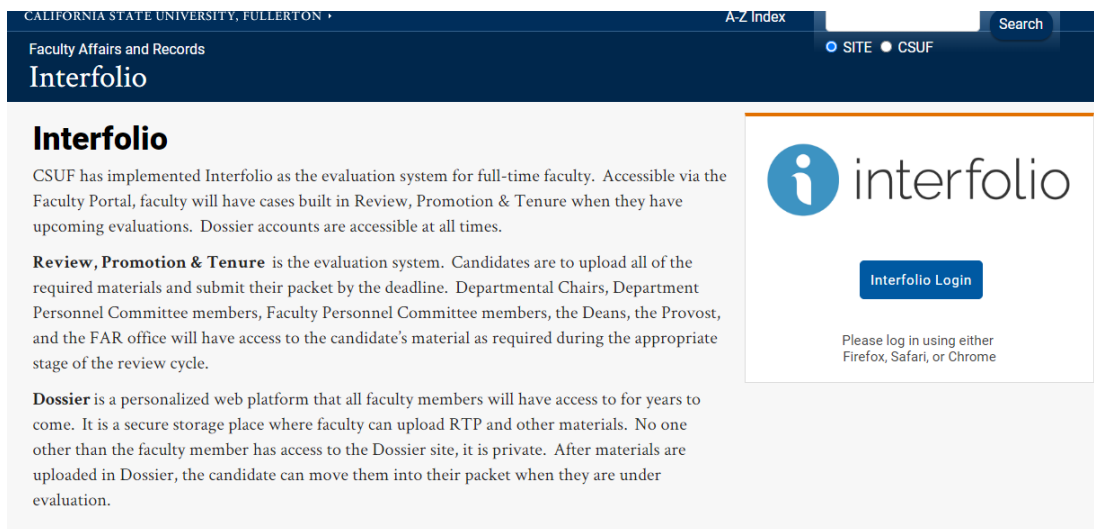 CALIFORNIA STATE UNIVERSITY, FULLERTON
A-Z Index
Search
Faculty Affairs and Records
SITE CSUF
Interfolio
Interfolio
CSUF has implemented Interfolio as the evaluation system for full-time faculty. Accessible via the
Faculty Portal, faculty will have cases built in Review, Promotion & Tenure when they have
upcoming evaluations. Dossier accounts are accessible at all times.
Review, Promotion & Tenure is the evaluation system. Candidates are to upload all of the
required materials and submit their packet by the deadline. Departmental Chairs, Department
Personnel Committee members, Faculty Personnel Committee members, the Deans, the Provost,
and the FAR office will have access to the candidate's material as required during the appropriate
stage of the review cycle.
Dossier is a personalized web platform that all faculty members will have access to for years to
come. It is a secure storage place where faculty can upload RTP and other materials. No one
other than the faculty member has access to the Dossier site, it is private. After materials are
uploaded in Dossier, the candidate can move them into their packet when they are under
evaluation.
interfolio
Interfolio Login
Please log in using either
Firefox, Safari, or Chrome